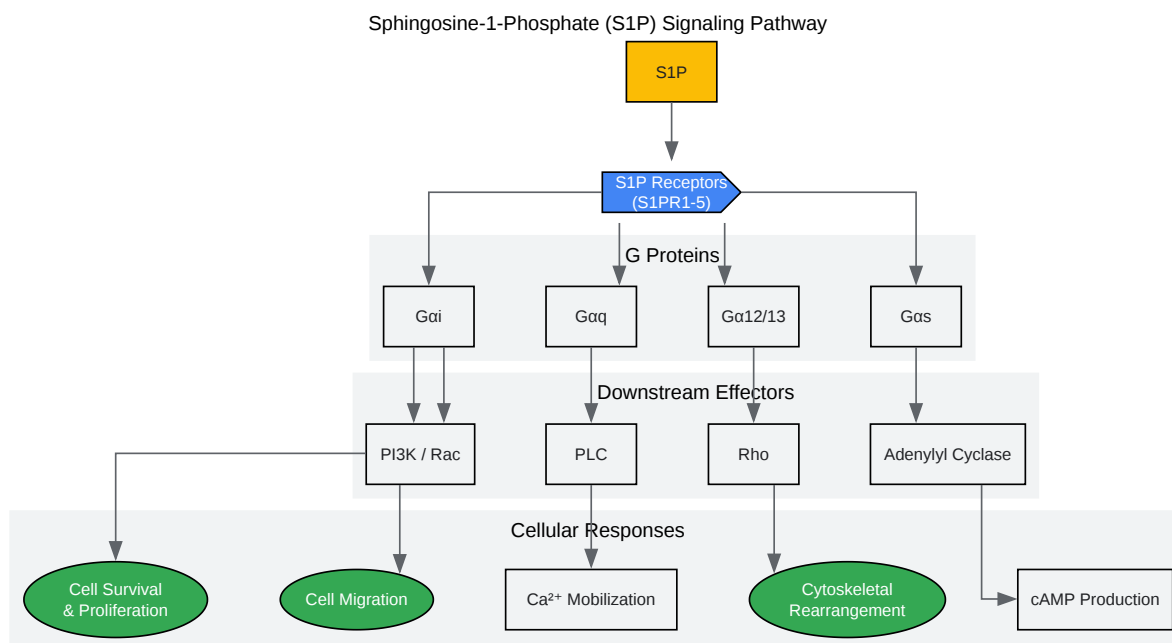 Sphingosine-1-Phosphate (S1P) Signaling Pathway
S1P
S1P Receptors
(S1PR1-5)
G Proteins
Gαi
Gαq
Gα12/13
Gαs
Downstream Effectors
PI3K / Rac
PLC
Rho
Adenylyl Cyclase
Cellular Responses
Cell Survival
& Proliferation
Cell Migration
Ca²⁺ Mobilization
Cytoskeletal
Rearrangement
cAMP Production